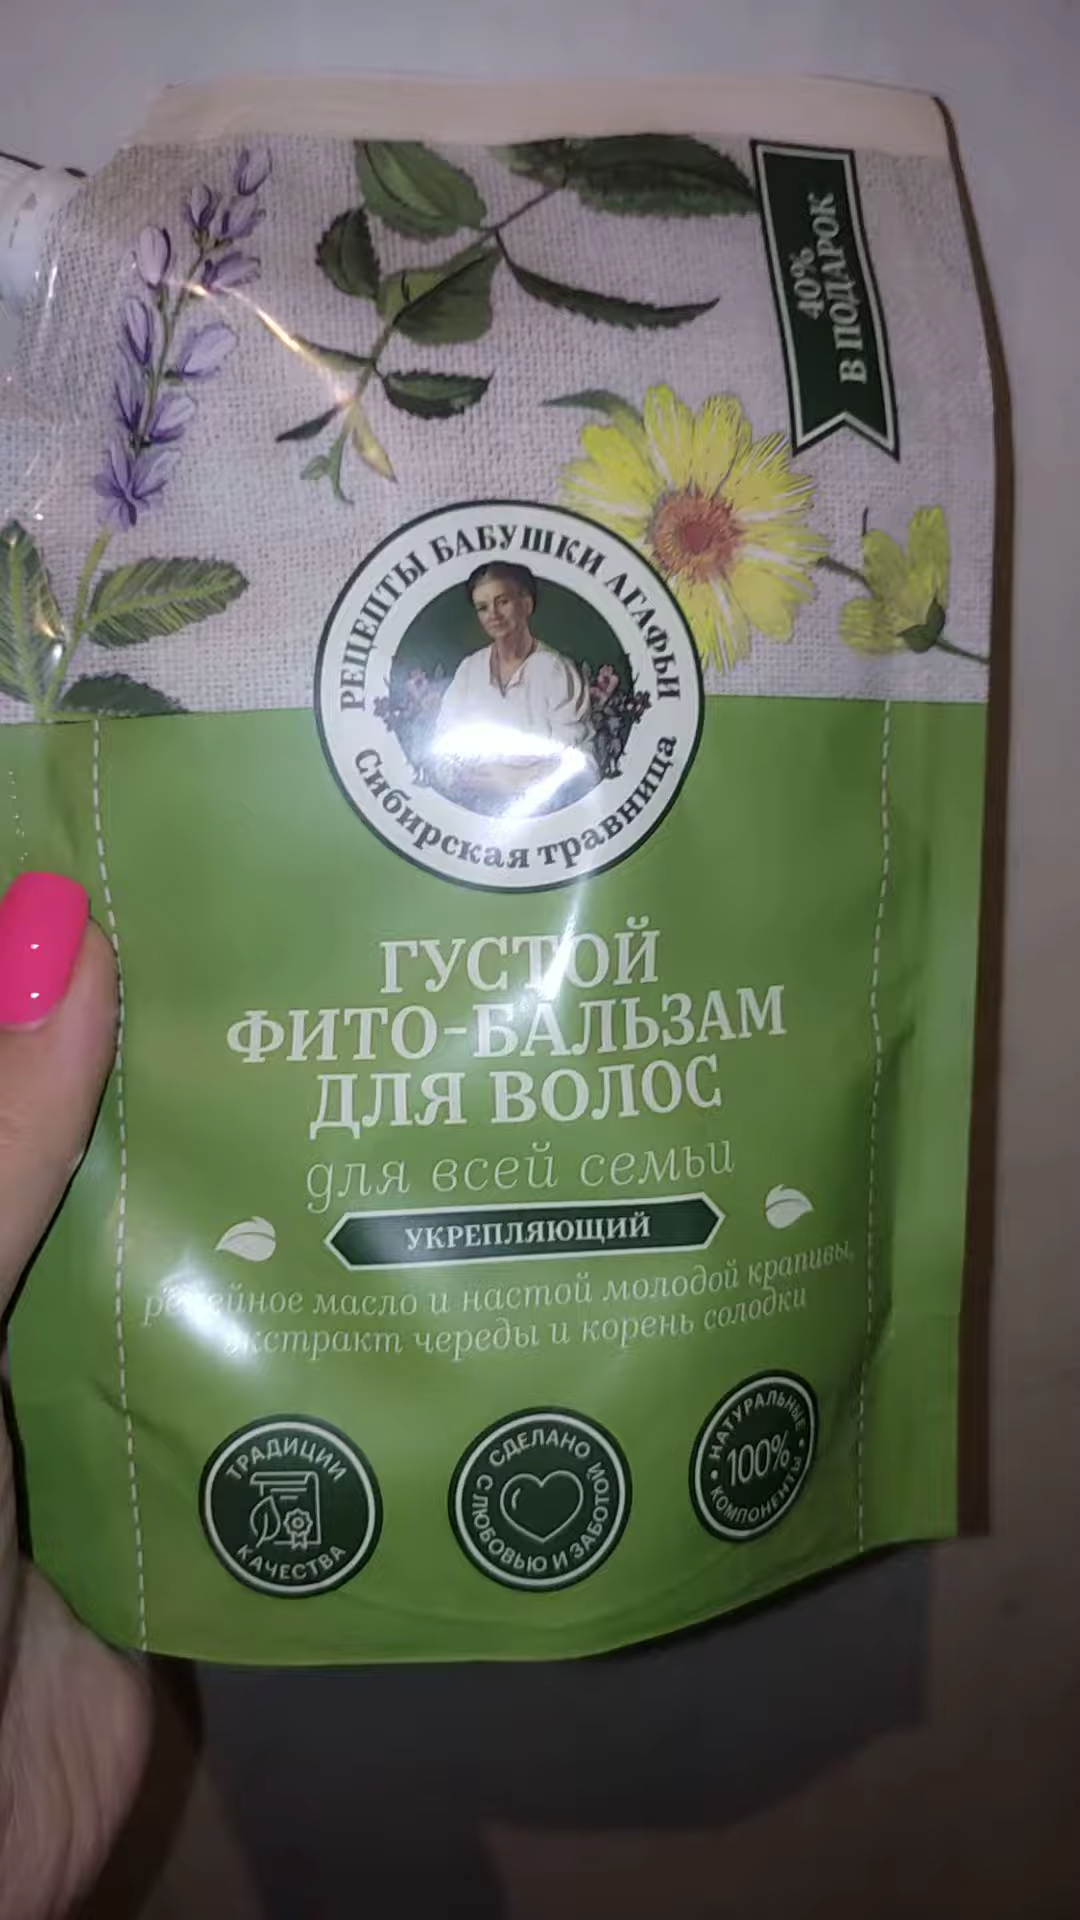 40%
В ПОДАРОК
РЕЦЕПТЫ БАБУШКИ АГАФЬИ
Сибирская травница
ГУСТОЙ
ФИТО-БАЛЬЗАМ
ДЛЯ ВОЛОС
для всей семьи
УКРЕПЛЯЮЩИЙ
масло и настой молодой крапивы,
экстракт череды и корень солодки
ТРАДИЦИИ
КАЧЕСТВА
СДЕЛАНО
С ЛЮБОВЬЮ И ЗАБОТОЙ
НАТУРАЛЬНЫЕ
100%
КОМПОНЕНТЫ